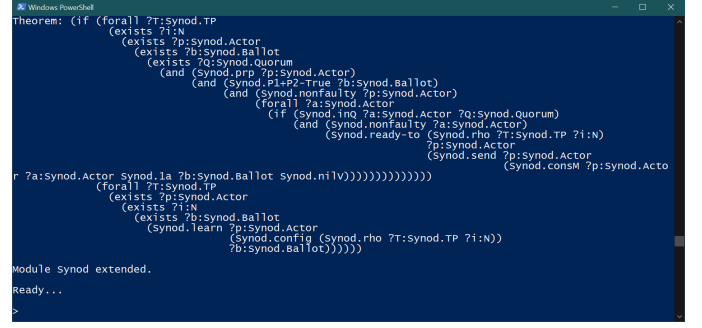 Windows PowerShell
Theorem: (if (forall ?T:Synod.TP
(exists ?i:N
(exists ?p:Synod.Actor
(exists ?b:Synod.Ballot
(exists ?Q:Synod.Quorum
(and (Synod.prp ?p:Synod.Actor)
(and (Synod.P1+P2-True ?b:Synod.Ballot)
(and (Synod.nonfaulty ?p:Synod.Actor)
(forall ?a:Synod.Actor
(if (Synod.inQ ?a:Synod.Actor ?Q:Synod.Quorum)
(and (Synod.nonfaulty ?a:Synod.Actor)
(Synod.ready-to (Synod.rho ?T:Synod.TP ?i:N)
?p:Synod.Actor
(Synod.send ?p:Synod.Actor
(Synod.consM ?p:Synod.Acto
r ?a:Synod.Actor Synod.1a ?b:Synod.Ballot Synod.nilV))))))))))))))
(forall ?T:Synod.TP
(exists ?p:Synod.Actor
(exists ?i:N
(exists ?b:Synod.Ballot
(Synod.learn ?p:Synod.Actor
(Synod.config (Synod.rho ?T:Synod.TP ?i:N))
?b:Synod.Ballot))))))
Module Synod extended.
Ready...
>